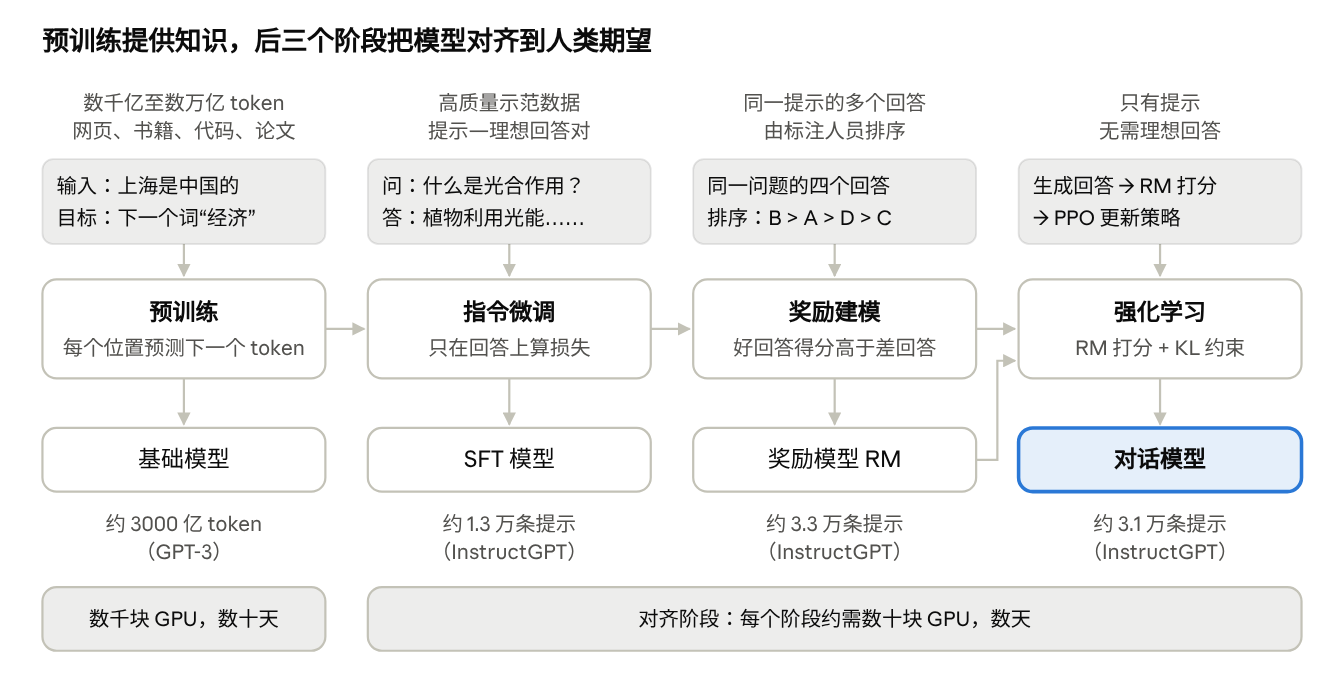 预训练提供知识，后三个阶段把模型对齐到人类期望
数千亿至数万亿 token
网页、书籍、代码、论文
输入：上海是中国的
目标：下一个词“经济”
预训练
每个位置预测下一个 token
基础模型
约 3000 亿 token
（GPT-3）
数千块 GPU，数十天
高质量示范数据
提示—理想回答对
问：什么是光合作用？
答：植物利用光能……
指令微调
只在回答上算损失
SFT 模型
约 1.3 万条提示
（InstructGPT）
同一提示的多个回答
由标注人员排序
同一问题的四个回答
排序：B > A > D > C
奖励建模
好回答得分高于差回答
奖励模型 RM
约 3.3 万条提示
（InstructGPT）
只有提示
无需理想回答
生成回答 → RM 打分
→ PPO 更新策略
强化学习
RM 打分 + KL 约束
对话模型
约 3.1 万条提示
（InstructGPT）
对齐阶段：每个阶段约需数十块 GPU，数天